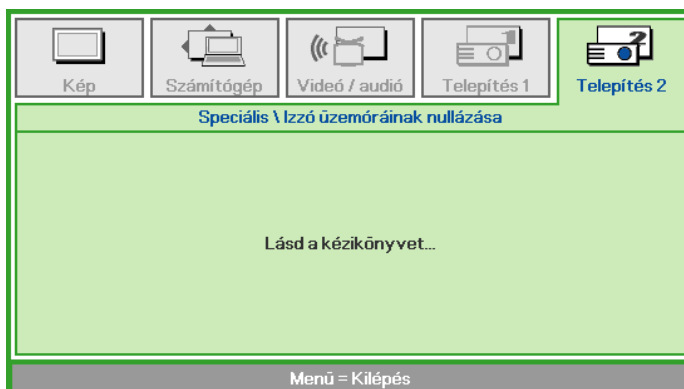 Kép
Számítógép
Videó / audió
Telepítés 1
Telepítés 2
Speciális \ Izzó üzemóráinak nullázása
Lásd a kézikönyvet...
Menü = Kilépés